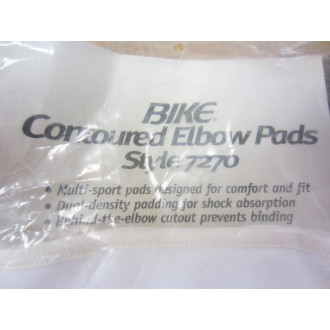 BIKE®
Contoured Elbow Pads
Style 7270
• Multi-sport pads designed for comfort and fit
• Dual-density padding for shock absorption
• Behind-the-elbow cutout prevents binding